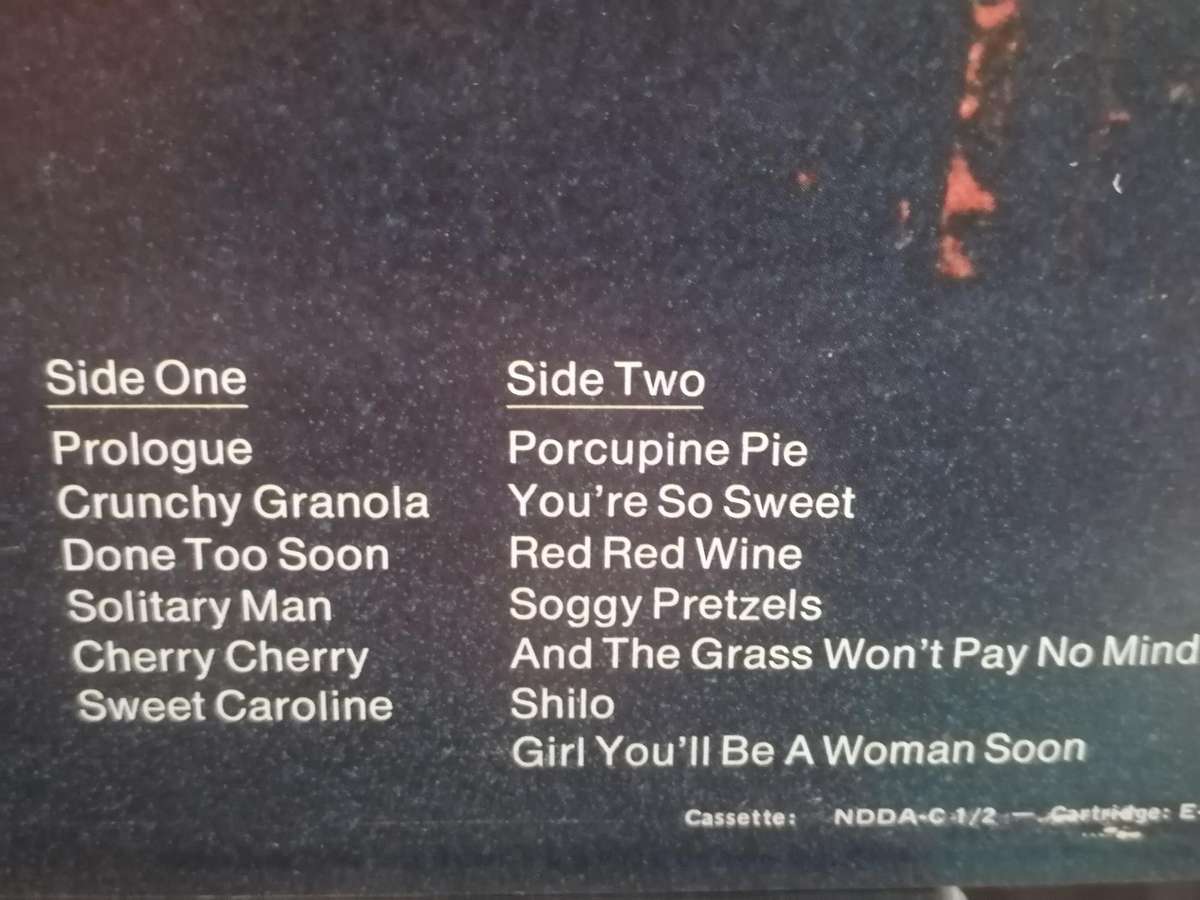 Side One
Prologue
Crunchy Granola
Done Too Soon
Solitary Man
Cherry Cherry
Sweet Caroline
Side Two
Porcupine Pie
You're So Sweet
Red Red Wine
Soggy Pretzels
And The Grass Won't Pay No Mind
Shilo
Girl You'll Be A Woman Soon
Cassette: NDDA-C 1/2 — Cartridge: E-